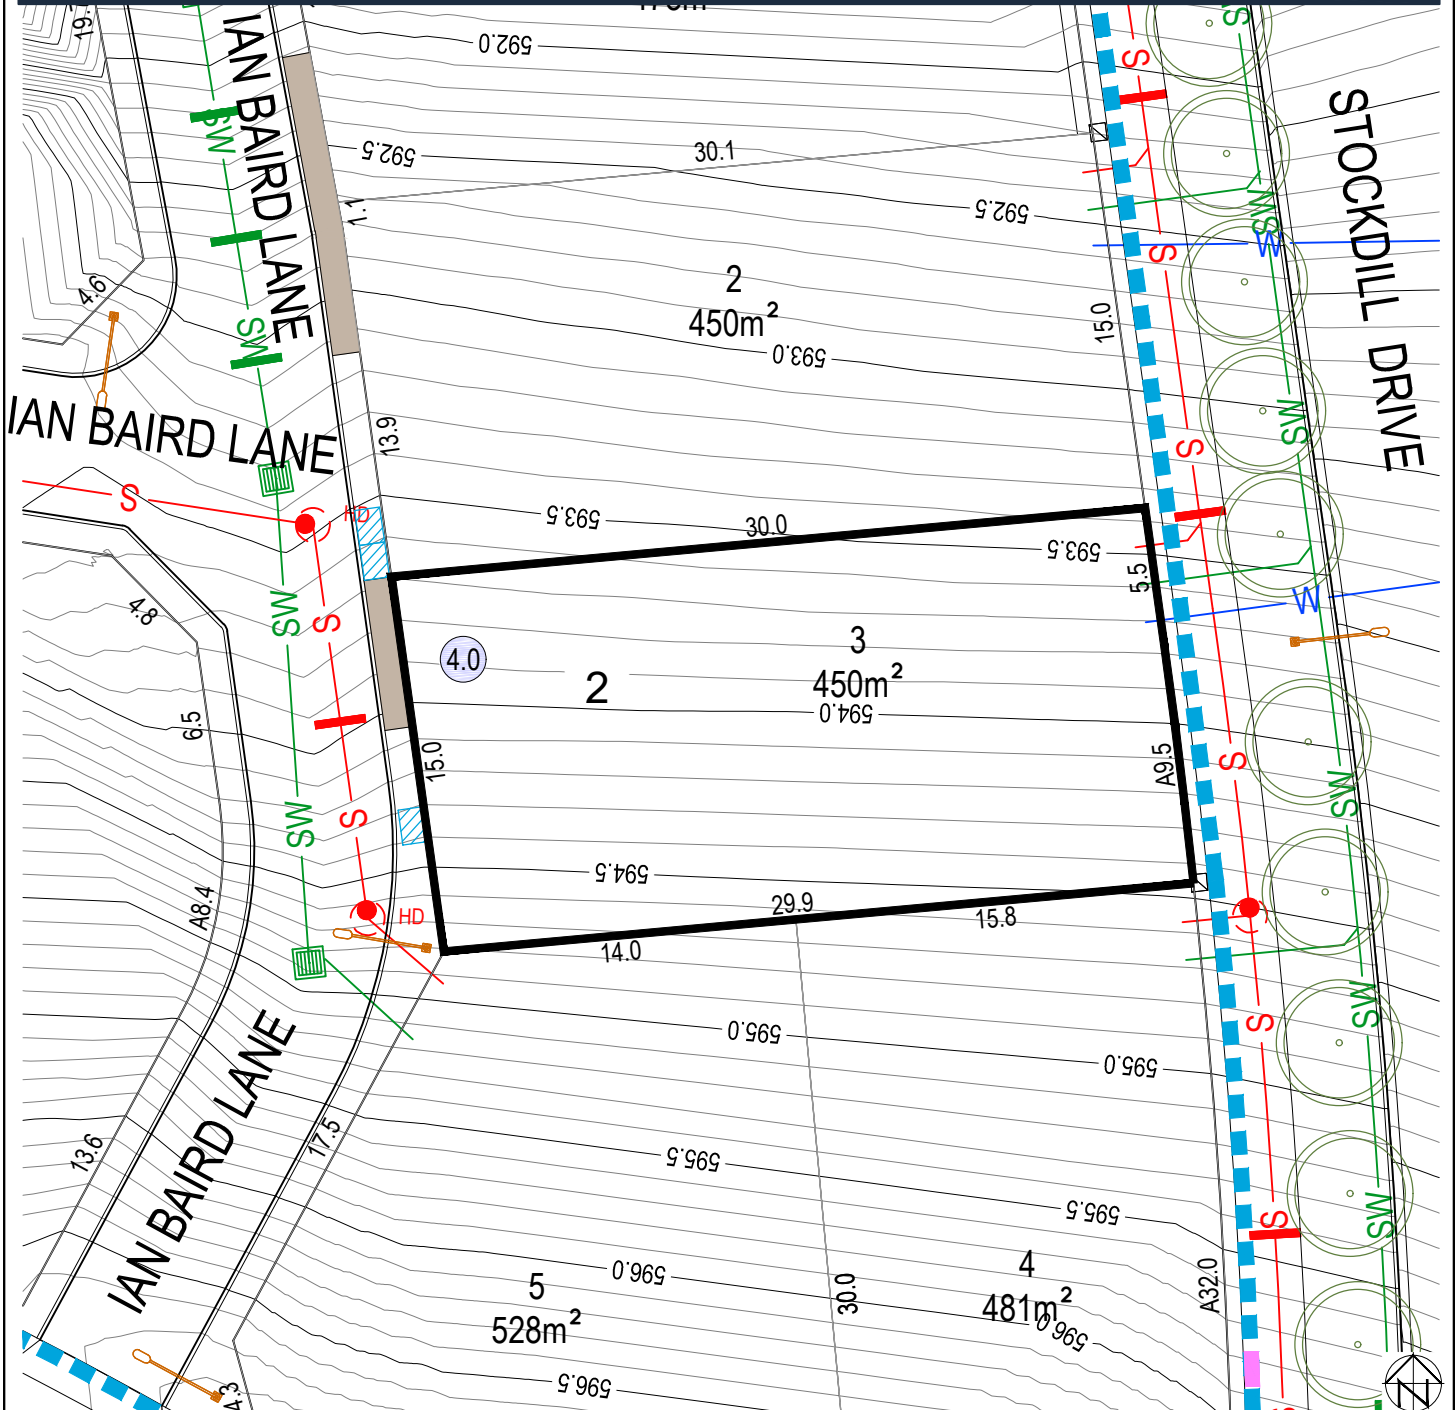 592.0
19.
SW
S
IAN BAIRD LANE
592.5
30.1
SW
STOCKDILL DRIVE
1.1
592.5
SW
W
S
2
450m²
4.6
15.0
593.0
SW
IAN BAIRD LANE
13.9
SW
S
S
HD
593.5
30.0
593.5
5.5
W
4.8
SW
S
3
450m²
4.0
2
594.0
6.5
15.0
A9.5
S
SW
SW
S
594.5
A8.4
29.9
HD
15.8
14.0
SW
S
595.0
595.0
IAN BAIRD LANE
17.5
13.6
595.5
595.5
S
SW
4
481m²
596.0
5
528m²
596.0
30.0
A32.0
596.5
4.3
N